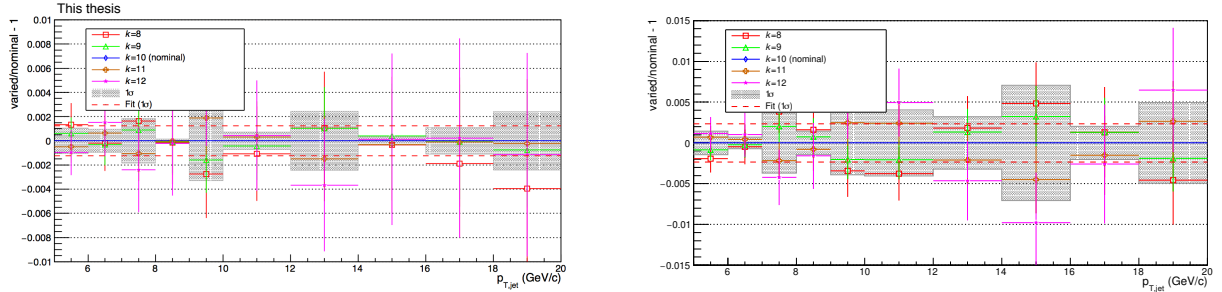 This thesis
varied/nominal - 1
0.01
0.008
0.006
0.004
0.002
0
−0.002
−0.004
−0.006
−0.008
−0.01
k=8
k=9
k=10 (nominal)
k=11
k=12
1σ
Fit (1σ)
6 8 10 12 14 16 18 20
p_T,jet (GeV/c)
varied/nominal - 1
0.015
0.01
0.005
0
−0.005
−0.01
−0.015
k=8
k=9
k=10 (nominal)
k=11
k=12
1σ
Fit (1σ)
6 8 10 12 14 16 18 20
p_T,jet (GeV/c)